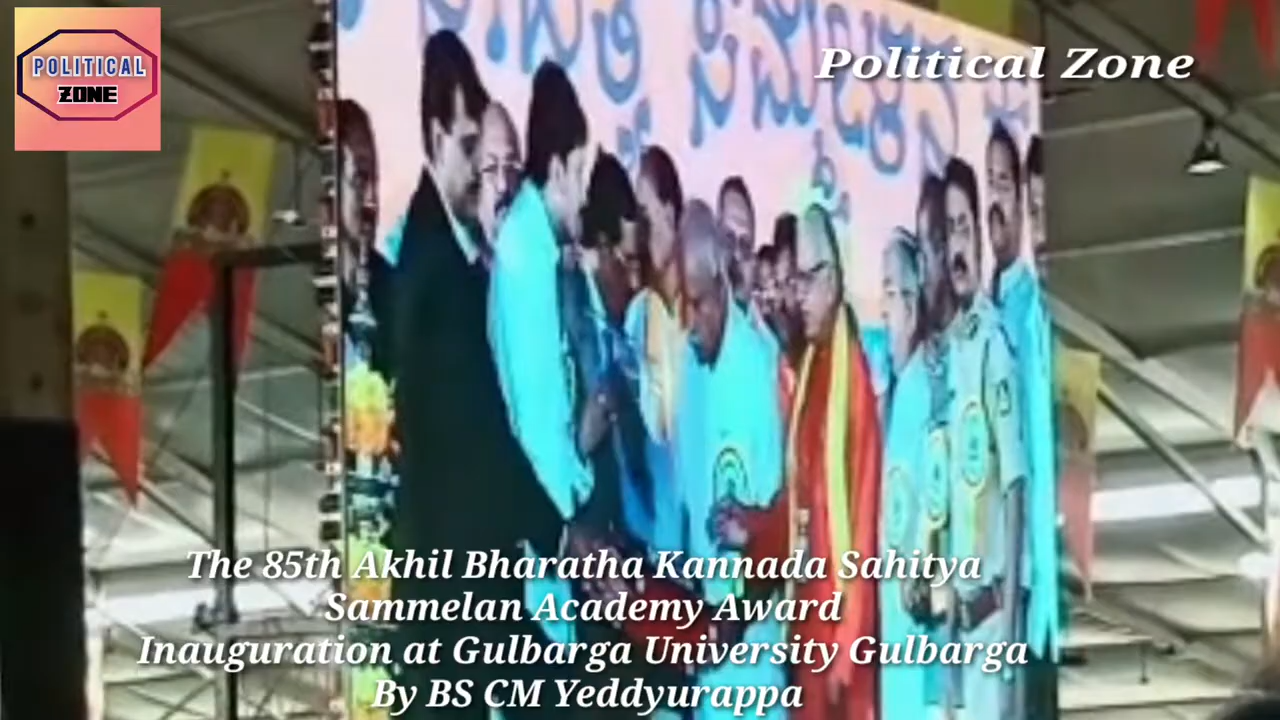 POLITICAL
ZONE
Political Zone
The 85th Akhil Bharatha Kannada Sahitya
Sammelan Academy Award
Inauguration at Gulbarga University Gulbarga
By BS CM Yeddyurappa